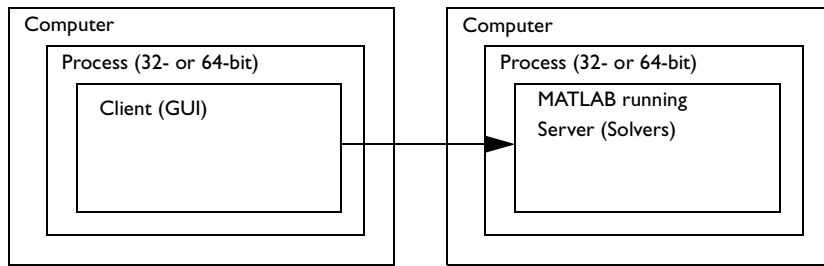 Computer
Process (32- or 64-bit)
Client (GUI)
Computer
Process (32- or 64-bit)
MATLAB running
Server (Solvers)